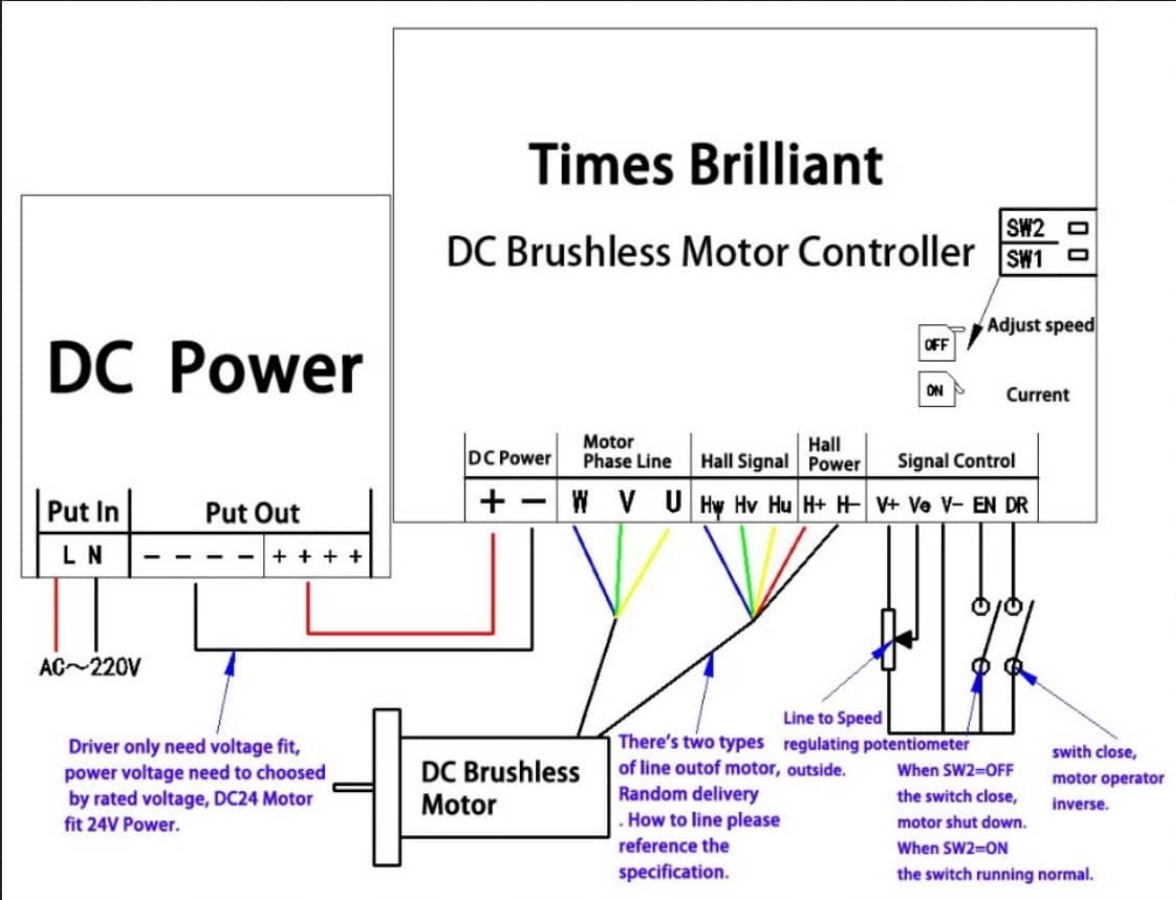 Times Brilliant
DC Brushless Motor Controller
SW2
SW1
Adjust speed
OFF
ON
Current
DC Power
Put In
Put Out
L N
- - - - + + + +
AC~220V
DC Power
Motor
Phase Line
Hall Signal
Hall
Power
Signal Control
+ -
W V U
Hw Hv Hu
H+ H-
V+ Ve V- EN DR
Driver only need voltage fit,
power voltage need to choosed
by rated voltage, DC24 Motor
fit 24V Power.
DC Brushless
Motor
There's two types
of line outof motor,
Random delivery
. How to line please
reference the
specification.
Line to Speed
regulating potentiometer
outside.
When SW2=OFF
the switch close,
motor shut down.
When SW2=ON
the switch running normal.
swith close,
motor operator
inverse.